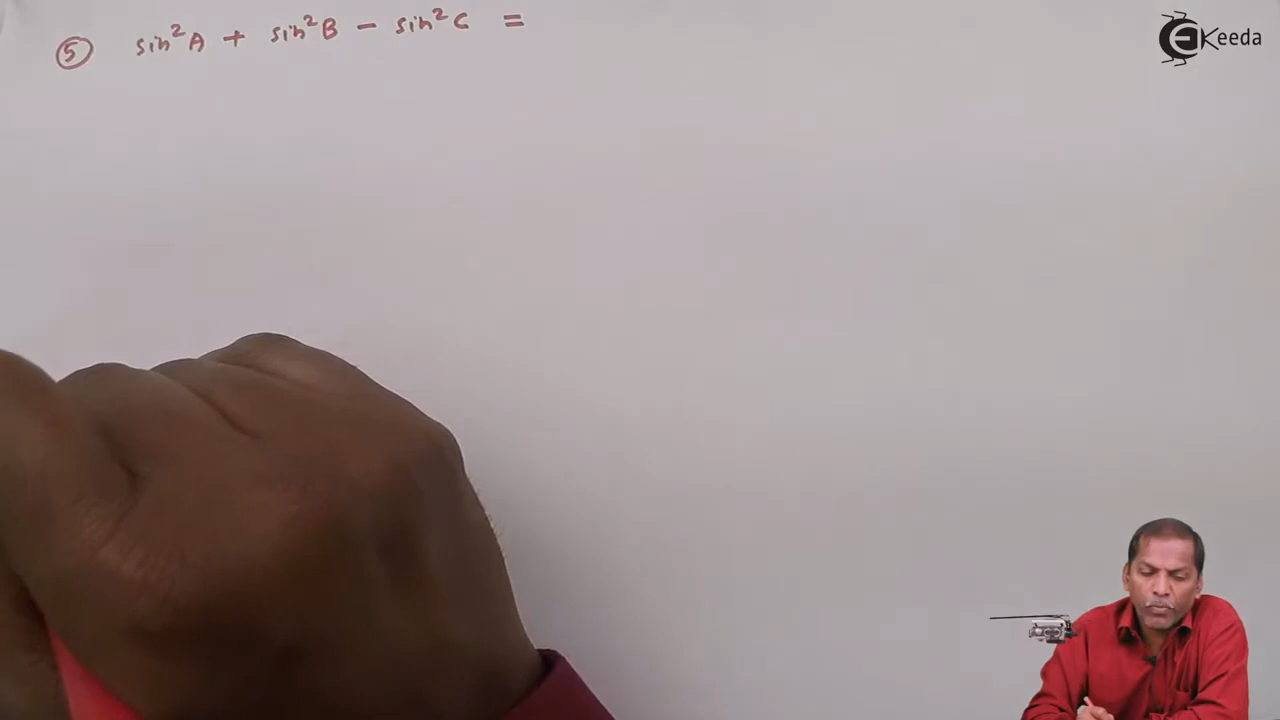 ⑤ sin²A + sin²B - sin²C =
EKeeda